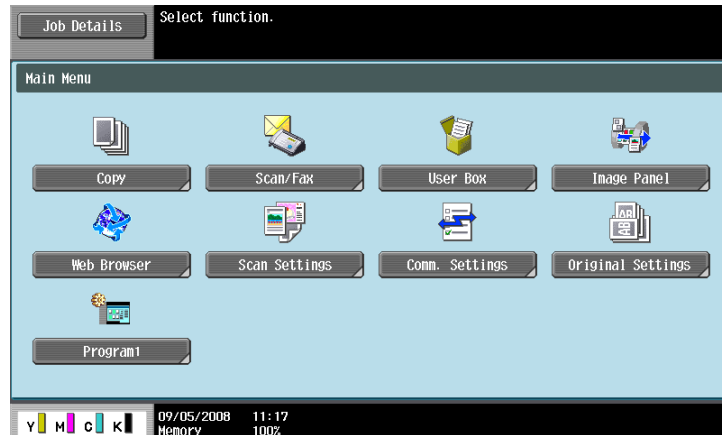 Job Details
Select function.
Main Menu
Copy
Scan/Fax
User Box
Image Panel
Web Browser
Scan Settings
Comm. Settings
Original Settings
Program1
Y M C K
09/05/2008 11:17
Memory 100%